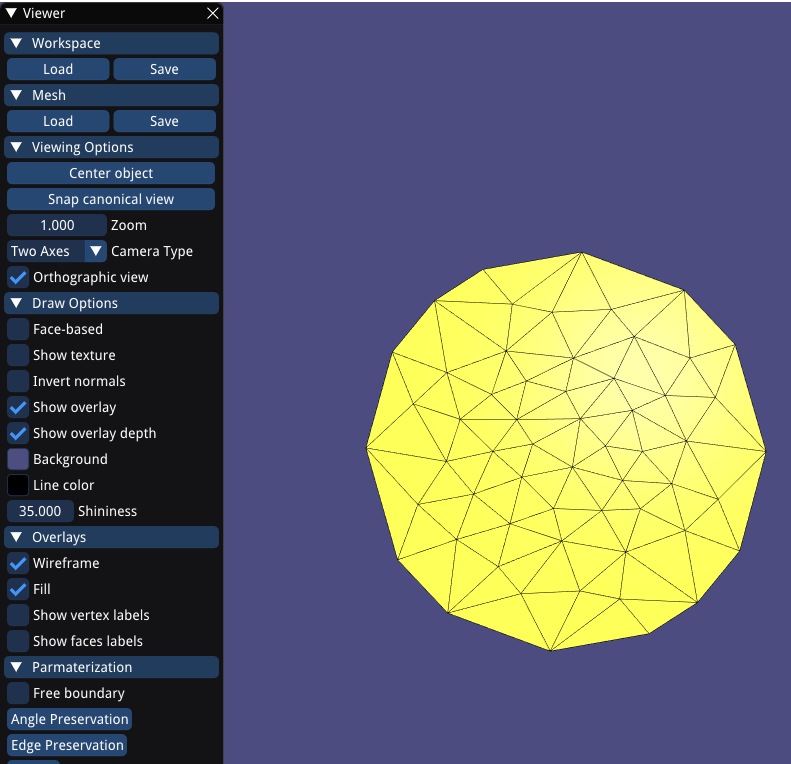 Viewer
Workspace
Load Save
Mesh
Load Save
Viewing Options
Center object
Snap canonical view
1.000 Zoom
Two Axes Camera Type
Orthographic view
Draw Options
Face-based
Show texture
Invert normals
Show overlay
Show overlay depth
Background
Line color
35.000 Shininess
Overlays
Wireframe
Fill
Show vertex labels
Show faces labels
Parmaterization
Free boundary
Angle Preservation
Edge Preservation